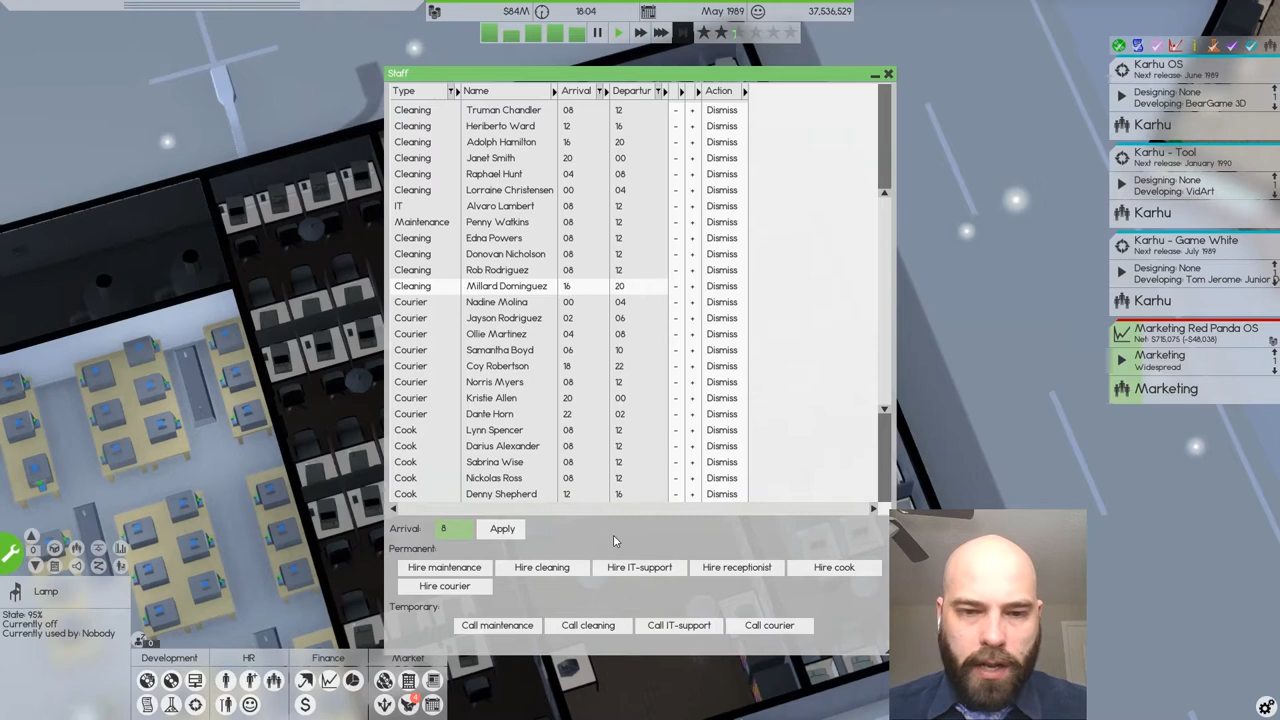 $84M 18:04 May 1989 37,536,529
Staff
Type Name Arrival Departur Action
Cleaning Truman Chandler 08 12 - + Dismiss
Cleaning Heriberto Ward 12 16 - + Dismiss
Cleaning Adolph Hamilton 16 20 - + Dismiss
Cleaning Janet Smith 20 00 - + Dismiss
Cleaning Raphael Hunt 04 08 - + Dismiss
Cleaning Lorraine Christensen 00 04 - + Dismiss
IT Alvaro Lambert 08 12 - + Dismiss
Maintenance Penny Watkins 08 12 - + Dismiss
Cleaning Edna Powers 08 12 - + Dismiss
Cleaning Donovan Nicholson 08 12 - + Dismiss
Cleaning Rob Rodriguez 08 12 - + Dismiss
Cleaning Millard Dominguez 16 20 - + Dismiss
Courier Nadine Molina 00 04 - + Dismiss
Courier Jayson Rodriguez 02 06 - + Dismiss
Courier Ollie Martinez 04 08 - + Dismiss
Courier Samantha Boyd 06 10 - + Dismiss
Courier Coy Robertson 18 22 - + Dismiss
Courier Norris Myers 08 12 - + Dismiss
Courier Kristie Allen 20 00 - + Dismiss
Courier Dante Horn 22 02 - + Dismiss
Cook Lynn Spencer 08 12 - + Dismiss
Cook Darius Alexander 08 12 - + Dismiss
Cook Sabrina Wise 08 12 - + Dismiss
Cook Nickolas Ross 08 12 - + Dismiss
Cook Denny Shepherd 12 16 - + Dismiss
Arrival: 8 Apply
Permanent:
Hire maintenance Hire cleaning Hire IT-support Hire receptionist Hire cook
Hire courier
Temporary:
Call maintenance Call cleaning Call IT-support Call courier
Karhu OS
Next release: June 1989
Designing: None
Developing: BearGame 3D
1
Karhu
Karhu - Tool
Next release: January 1990
Designing: None
Developing: VidArt
1
Karhu
Karhu - Game White
Next release: July 1989
Designing: None
Developing: Tom Jerome: Junior D
Karhu
Marketing Red Panda OS
Net: $715,075 (-$48,038)
Marketing
Widespread
1
Marketing
0
Lamp
State: 95%
Currently off
Currently used by: Nobody
0
Development HR Finance Market
4